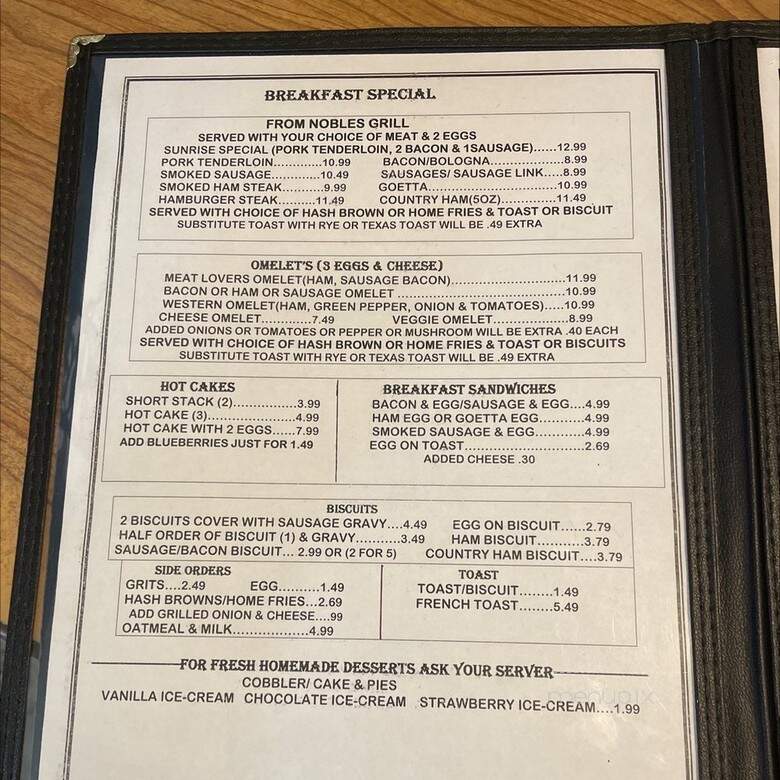 BREAKFAST SPECIAL
FROM NOBLES GRILL
SERVED WITH YOUR CHOICE OF MEAT & 2 EGGS
SUNRISE SPECIAL (PORK TENDERLOIN, 2 BACON & 1SAUSAGE)......12.99
PORK TENDERLOIN............10.99 BACON/BOLOGNA......................8.99
SMOKED SAUSAGE............10.49 SAUSAGES/ SAUSAGE LINK.....8.99
SMOKED HAM STEAK..........9.99 GOETTA.......................................10.99
HAMBURGER STEAK.........11.49 COUNTRY HAM(5OZ).................11.49
SERVED WITH CHOICE OF HASH BROWN OR HOME FRIES & TOAST OR BISCUIT
SUBSTITUTE TOAST WITH RYE OR TEXAS TOAST WILL BE .49 EXTRA
OMELET'S (3 EGGS & CHEESE)
MEAT LOVERS OMELET(HAM, SAUSAGE BACON)..................................11.99
BACON OR HAM OR SAUSAGE OMELET ..................................................10.99
WESTERN OMELET(HAM, GREEN PEPPER, ONION & TOMATOES).....10.99
CHEESE OMELET............7.49 VEGGIE OMELET..................8.99
ADDED ONIONS OR TOMATOES OR PEPPER OR MUSHROOM WILL BE EXTRA .40 EACH
SERVED WITH CHOICE OF HASH BROWN OR HOME FRIES & TOAST OR BISCUITS
SUBSTITUTE TOAST WITH RYE OR TEXAS TOAST WILL BE .49 EXTRA
HOT CAKES
SHORT STACK (2)................3.99
HOT CAKE (3)......................4.99
HOT CAKE WITH 2 EGGS......7.99
ADD BLUEBERRIES JUST FOR 1.49
BREAKFAST SANDWICHES
BACON & EGG/SAUSAGE & EGG....4.99
HAM EGG OR GOETTA EGG...........4.99
SMOKED SAUSAGE & EGG............4.99
EGG ON TOAST..............................2.69
ADDED CHEESE .30
BISCUITS
2 BISCUITS COVER WITH SAUSAGE GRAVY....4.49 EGG ON BISCUIT......2.79
HALF ORDER OF BISCUIT (1) & GRAVY..........3.49 HAM BISCUIT..........3.79
SAUSAGE/BACON BISCUIT... 2.99 OR (2 FOR 5) COUNTRY HAM BISCUIT....3.79
SIDE ORDERS
GRITS....2.49 EGG..........1.49
HASH BROWNS/HOME FRIES...2.69
ADD GRILLED ONION & CHEESE....99
OATMEAL & MILK...................4.99
TOAST
TOAST/BISCUIT........1.49
FRENCH TOAST........5.49
FOR FRESH HOMEMADE DESSERTS ASK YOUR SERVER
COBBLER/ CAKE & PIES
VANILLA ICE-CREAM CHOCOLATE ICE-CREAM STRAWBERRY ICE-CREAM....1.99